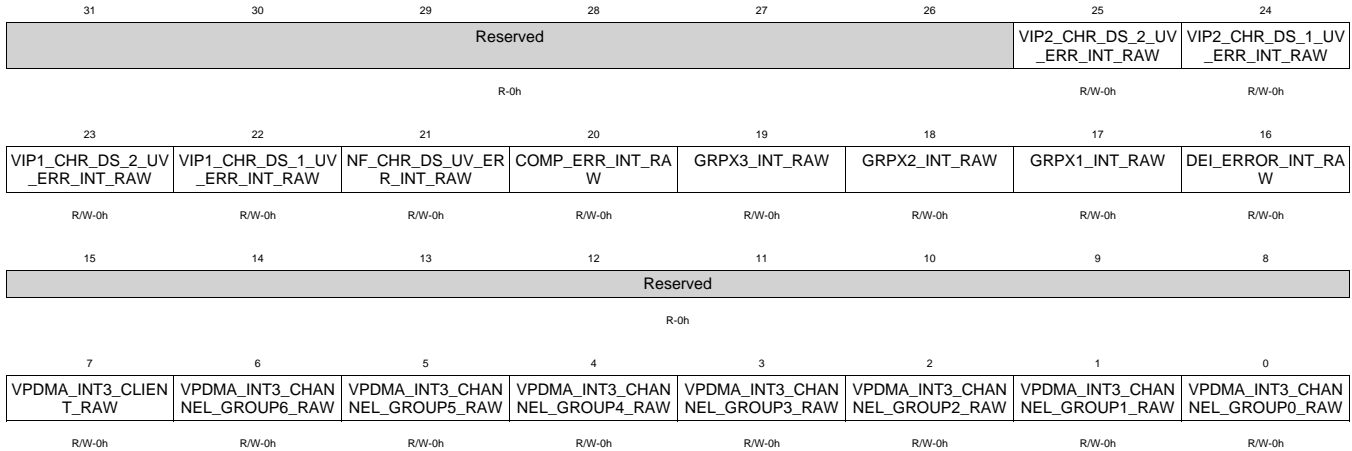 31 30 29 28 27 26 25 24
Reserved VIP2_CHR_DS_2_UV VIP2_CHR_DS_1_UV
_ERR_INT_RAW _ERR_INT_RAW
R-0h R/W-0h R/W-0h
23 22 21 20 19 18 17 16
VIP1_CHR_DS_2_UV VIP1_CHR_DS_1_UV NF_CHR_DS_UV_ER COMP_ERR_INT_RA GRPX3_INT_RAW GRPX2_INT_RAW GRPX1_INT_RAW DEI_ERROR_INT_RA
_ERR_INT_RAW _ERR_INT_RAW R_INT_RAW W W
R/W-0h R/W-0h R/W-0h R/W-0h R/W-0h R/W-0h R/W-0h R/W-0h
15 14 13 12 11 10 9 8
Reserved
R-0h
7 6 5 4 3 2 1 0
VPDMA_INT3_CLIEN VPDMA_INT3_CHAN VPDMA_INT3_CHAN VPDMA_INT3_CHAN VPDMA_INT3_CHAN VPDMA_INT3_CHAN VPDMA_INT3_CHAN VPDMA_INT3_CHAN
T_RAW NEL_GROUP6_RAW NEL_GROUP5_RAW NEL_GROUP4_RAW NEL_GROUP3_RAW NEL_GROUP2_RAW NEL_GROUP1_RAW NEL_GROUP0_RAW
R/W-0h R/W-0h R/W-0h R/W-0h R/W-0h R/W-0h R/W-0h R/W-0h